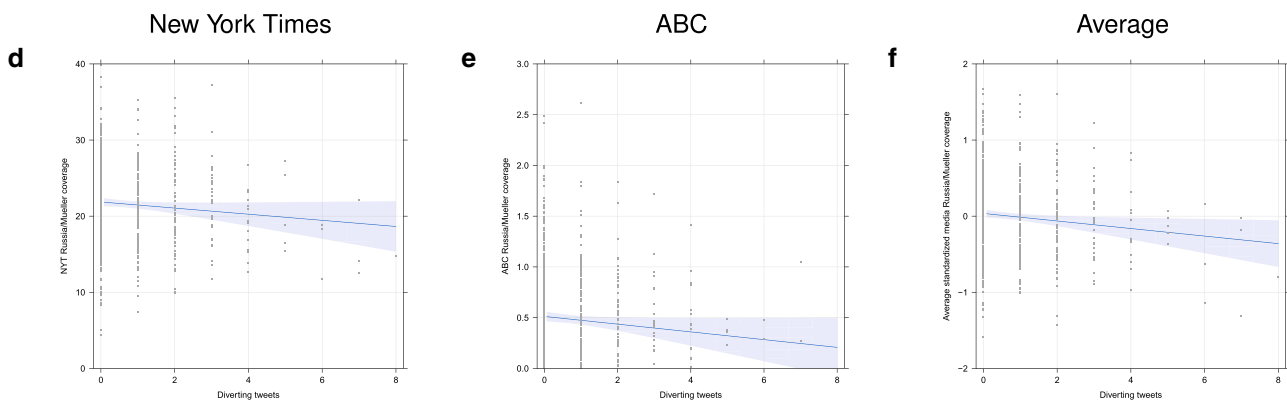 New York Times
ABC
Average
d
e
f
40
30
20
10
0
NYT Russia/Mueller coverage
0
2
4
6
8
Diverting tweets
3.0
2.5
2.0
1.5
1.0
0.5
0.0
ABC Russia/Mueller coverage
0
2
4
6
8
Diverting tweets
2
1
0
−1
−2
Average standardized media Russia/Mueller coverage
0
2
4
6
8
Diverting tweets